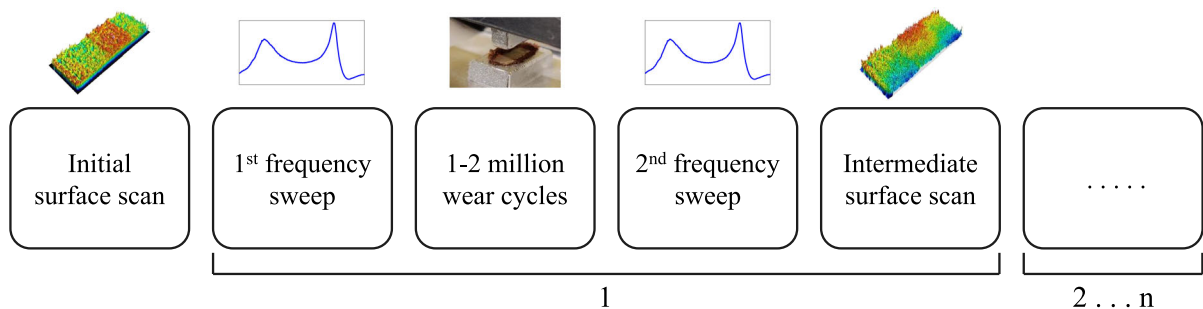 Initial
surface scan
1st frequency
sweep
1-2 million
wear cycles
2nd frequency
sweep
Intermediate
surface scan
. . . . .
1
2 . . . n